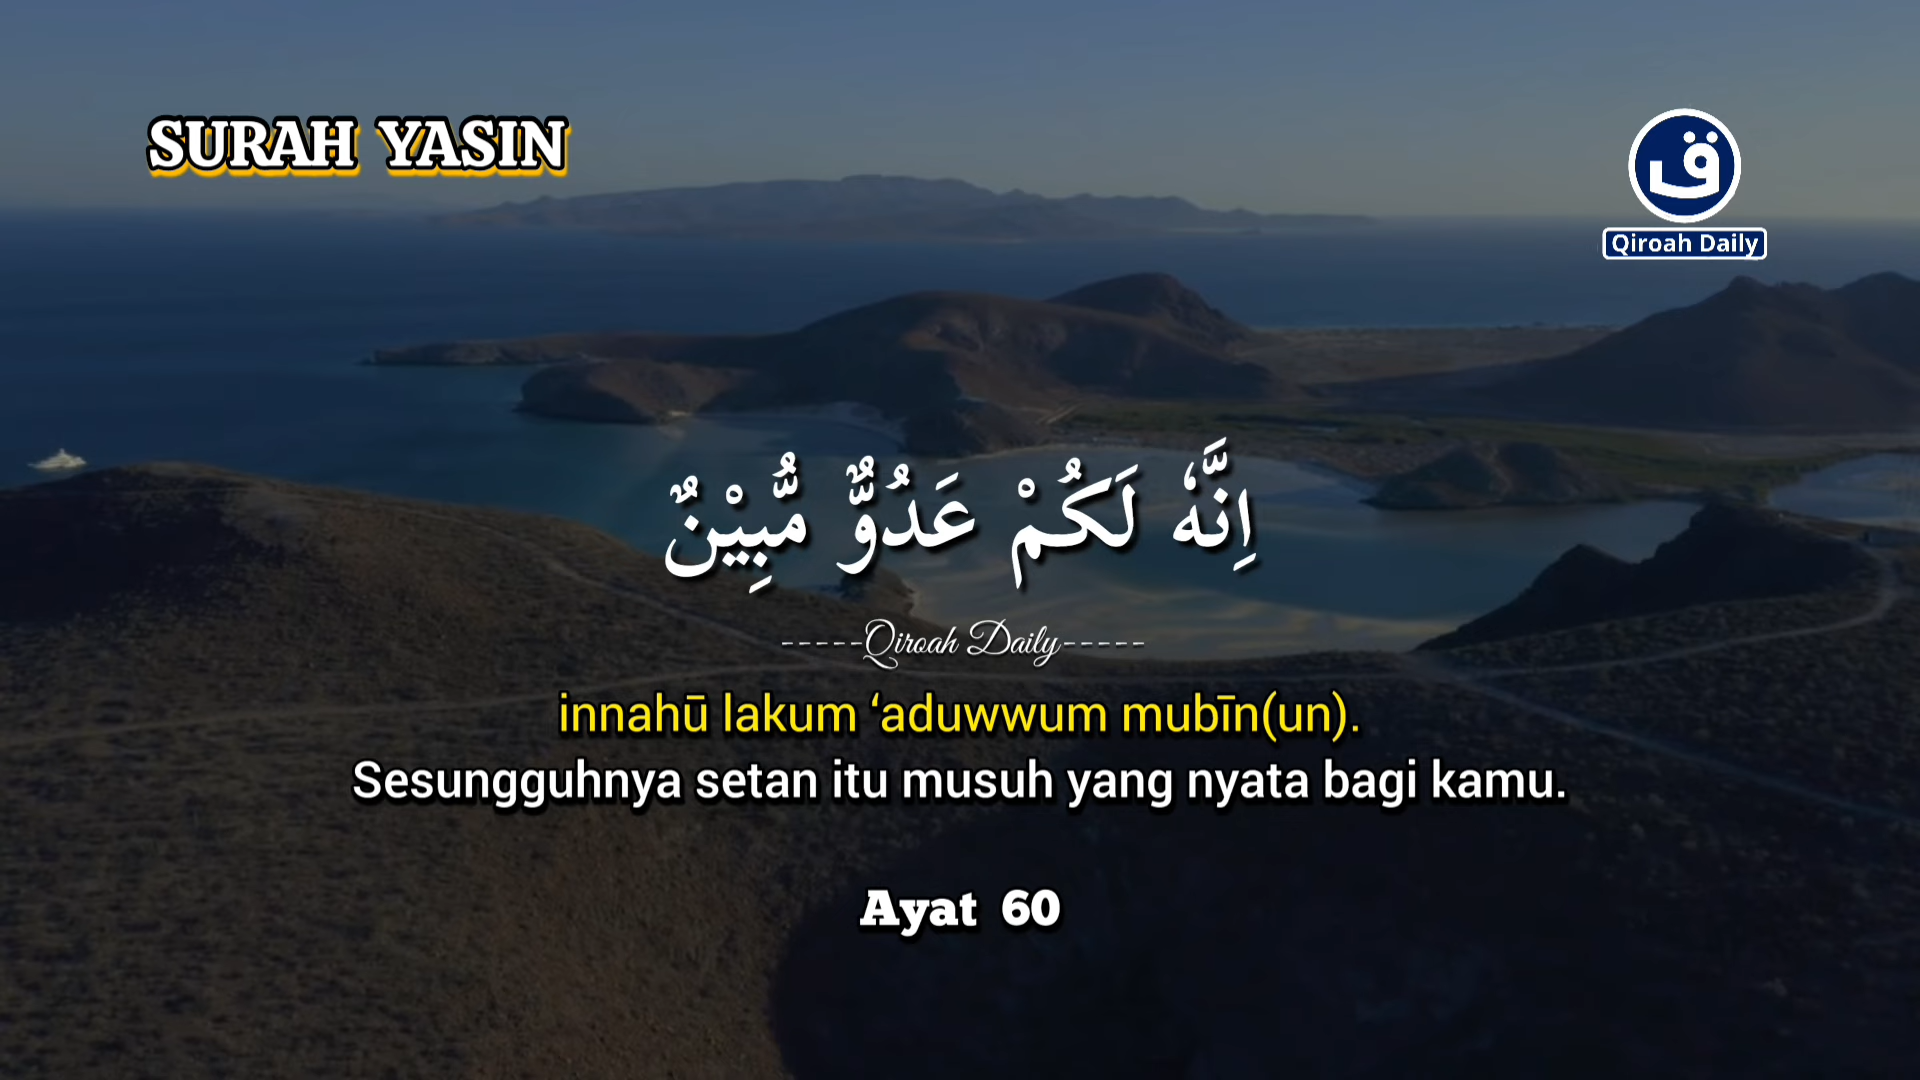 SURAH YASIN
ق
Qiroah Daily
اِنَّهٗ لَكُمْ عَدُوٌّ مُّبِيْنٌ
-----Qiroah Daily-----
innahū lakum ‘aduwwum mubīn(un).
Sesungguhnya setan itu musuh yang nyata bagi kamu.
Ayat 60